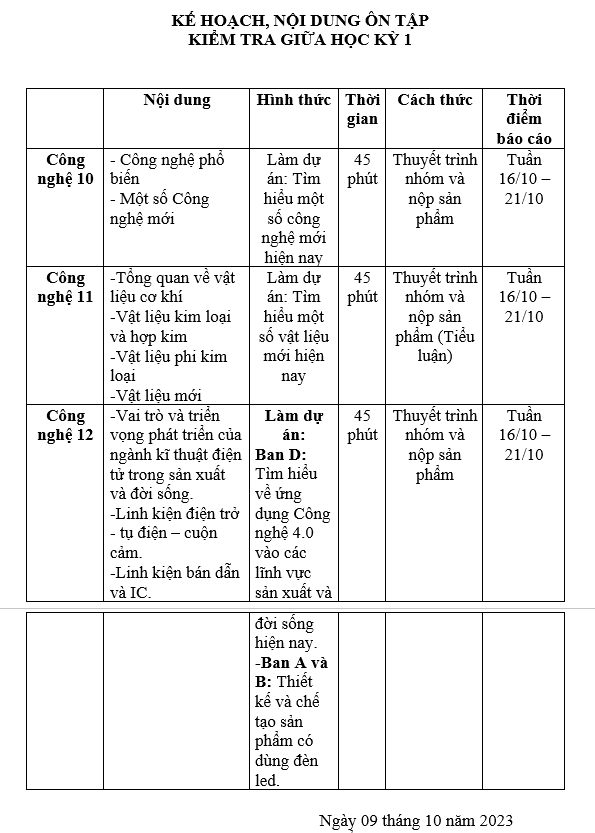 KẾ HOẠCH, NỘI DUNG ÔN TẬP
KIỂM TRA GIỮA HỌC KỲ 1
Nội dung
Hình thức
Thời
gian
Cách thức
Thời
điểm
báo cáo
Công
nghệ 10
- Công nghệ phổ
biến
- Một số Công
nghệ mới
Làm dự
án: Tìm
hiểu một
số công
nghệ mới
hiện nay
45
phút
Thuyết trình
nhóm và
nộp sản
phẩm
Tuần
16/10 –
21/10
Công
nghệ 11
-Tổng quan về vật
liệu cơ khí
-Vật liệu kim loại
và hợp kim
-Vật liệu phi kim
loại
-Vật liệu mới
Làm dự
án: Tìm
hiểu một
số vật liệu
mới hiện
nay
45
phút
Thuyết trình
nhóm và
nộp sản
phẩm (Tiểu
luận)
Tuần
16/10 –
21/10
Công
nghệ 12
-Vai trò và triển
vọng phát triển của
ngành kĩ thuật điện
tử trong sản xuất
và đời sống.
-Linh kiện điện trở
- tụ điện – cuộn
cảm.
-Linh kiện bán dẫn
và IC.
Làm dự
án:
Ban D:
Tìm hiểu
về ứng
dụng Công
nghệ 4.0
vào các
lĩnh vực
sản xuất và
đời sống
hiện nay.
-Ban A và
B: Thiết
kế và chế
tạo sản
phẩm có
dùng đèn
led.
45
phút
Thuyết trình
nhóm và
nộp sản
phẩm
Tuần
16/10 –
21/10
Ngày 09 tháng 10 năm 2023